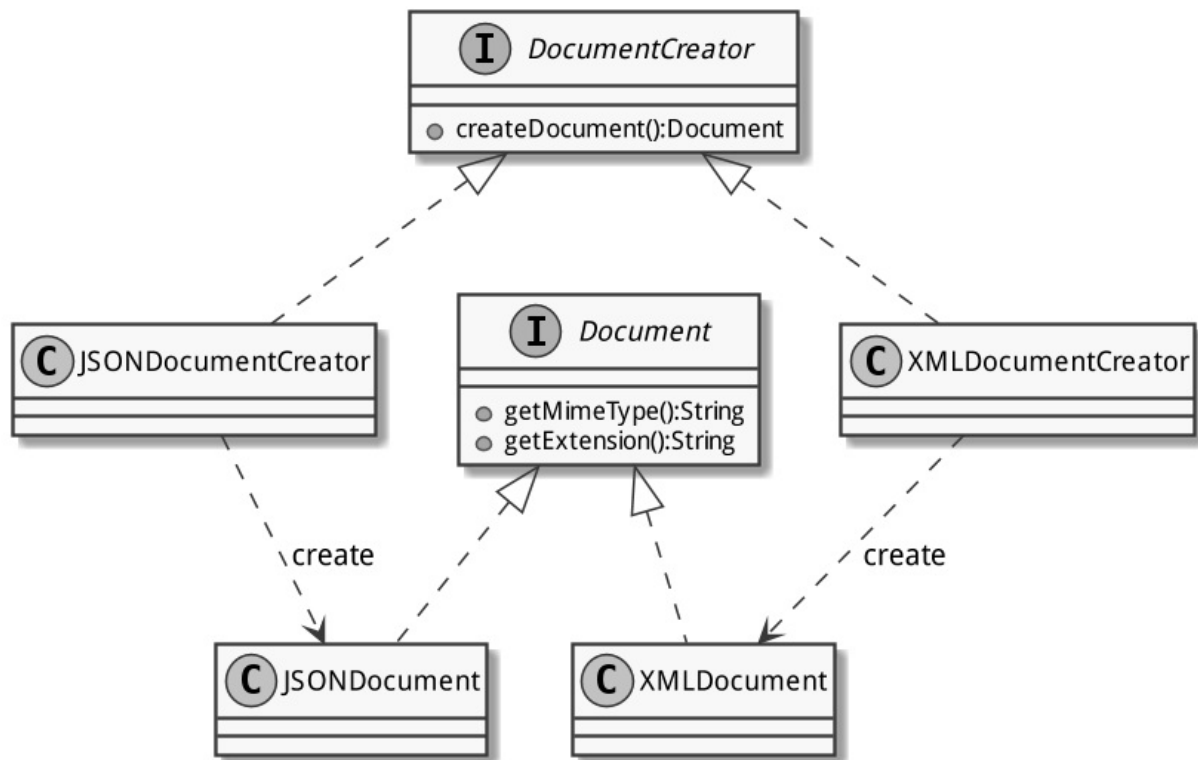 I DocumentCreator
createDocument():Document
C JSONDocumentCreator
I Document
getMimeType():String
getExtension():String
C XMLDocumentCreator
create
create
C JSONDocument
C XMLDocument